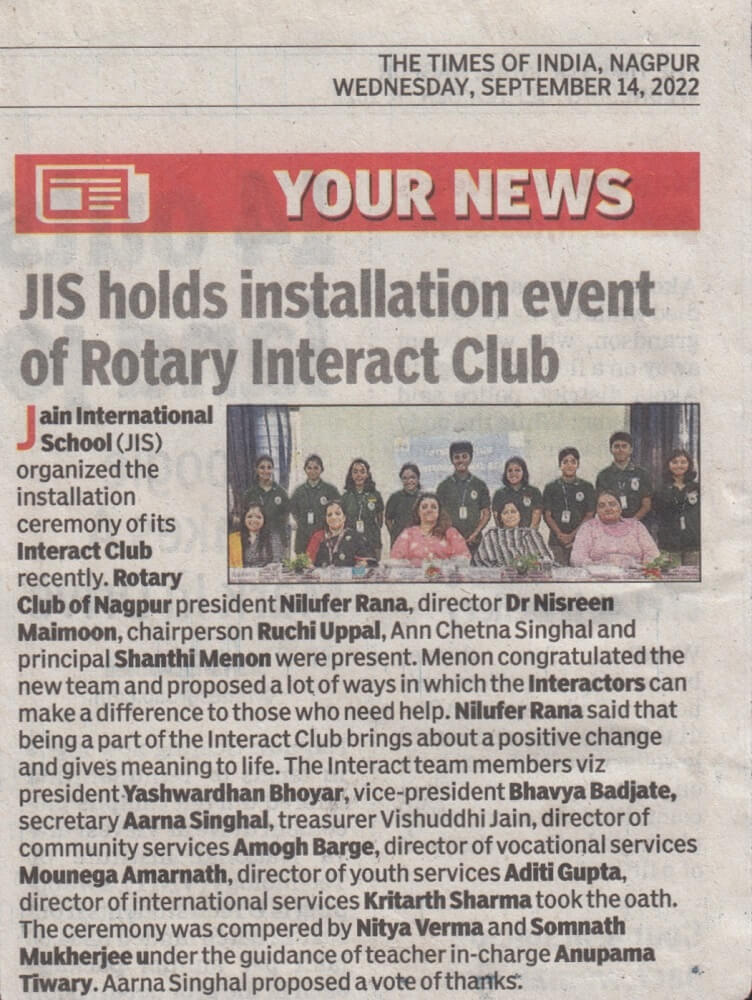 THE TIMES OF INDIA, NAGPUR
WEDNESDAY, SEPTEMBER 14, 2022
YOUR NEWS
JIS holds installation event
of Rotary Interact Club
Jain International
School (JIS)
organized the
installation
ceremony of its
Interact Club
recently. Rotary
Club of Nagpur president Nilufer Rana, director Dr Nisreen
Maimoon, chairperson Ruchi Uppal, Ann Chetna Singhal and
principal Shanthi Menon were present. Menon congratulated the
new team and proposed a lot of ways in which the Interactors can
make a difference to those who need help. Nilufer Rana said that
being a part of the Interact Club brings about a positive change
and gives meaning to life. The Interact team members viz
president Yashwardhan Bhoyar, vice-president Bhavya Badjate,
secretary Aarna Singhal, treasurer Vishuddhi Jain, director of
community services Amogh Barge, director of vocational services
Mounega Amarnath, director of youth services Aditi Gupta,
director of international services Kritarth Sharma took the oath.
The ceremony was compered by Nitya Verma and Somnath
Mukherjee under the guidance of teacher in-charge Anupama
Tiwary. Aarna Singhal proposed a vote of thanks.